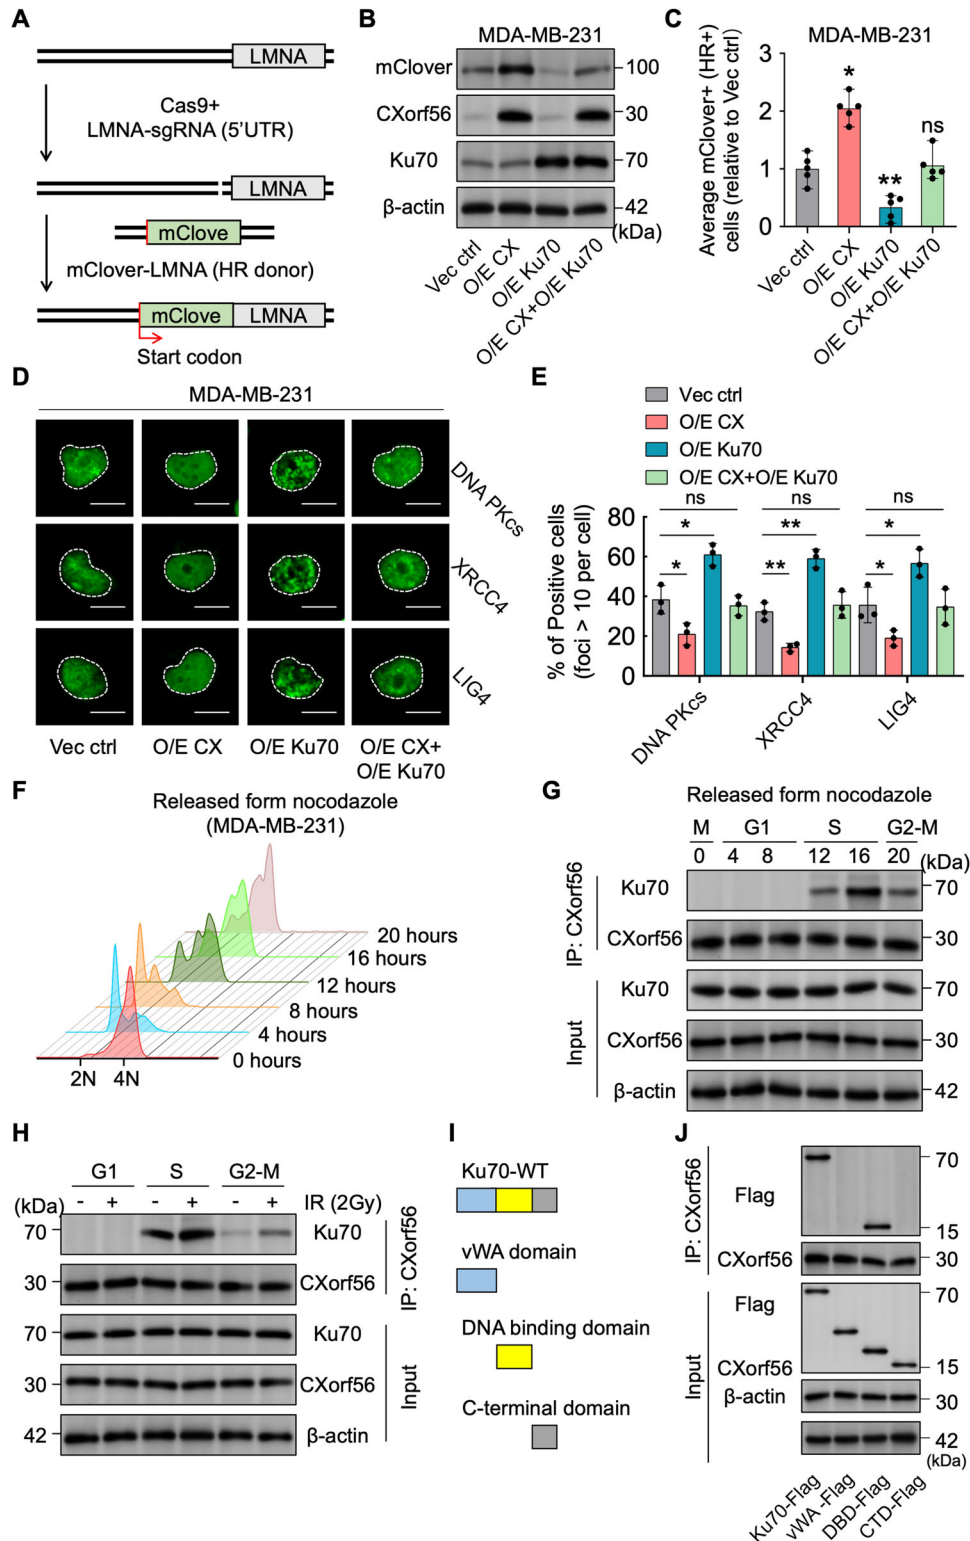 A
LMNA
Cas9+
LMNA-sgRNA (5'UTR)
LMNA
mClove
mClover-LMNA (HR donor)
mClove LMNA
Start codon
B
MDA-MB-231
mClover 100
CXorf56 30
Ku70 70
β-actin 42
(kDa)
Vec ctrl
O/E CX
O/E Ku70
O/E CX+O/E Ku70
C
MDA-MB-231
Average mClover+ (HR+)
cells (relative to Vec ctrl)
3
2
1
0
*
**
ns
Vec ctrl
O/E CX
O/E Ku70
O/E CX+O/E Ku70
D
MDA-MB-231
DNA PKcs
XRCC4
LIG4
Vec ctrl O/E CX O/E Ku70 O/E CX+
O/E Ku70
E
Vec ctrl
O/E CX
O/E Ku70
O/E CX+O/E Ku70
% of Positive cells
(foci > 10 per cell)
80
60
40
20
0
ns ns ns
* ** *
* ** *
DNA PKcs
XRCC4
LIG4
F
Released form nocodazole
(MDA-MB-231)
20 hours
16 hours
12 hours
8 hours
4 hours
0 hours
2N 4N
G
Released form nocodazole
M G1 S G2-M
0 4 8 12 16 20 (kDa)
IP: CXorf56
Ku70 70
CXorf56 30
Input
Ku70 70
CXorf56 30
β-actin 42
H
G1 S G2-M
(kDa) - + - + - + IR (2Gy)
70 Ku70
30 CXorf56
IP: CXorf56
70 Ku70
30 CXorf56
42 β-actin
Input
I
Ku70-WT
vWA domain
DNA binding domain
C-terminal domain
J
IP: CXorf56
Flag
70
15
CXorf56 30
Input
Flag
70
CXorf56 15
β-actin 30
42
(kDa)
Ku70-Flag
vWA -Flag
DBD-Flag
CTD-Flag